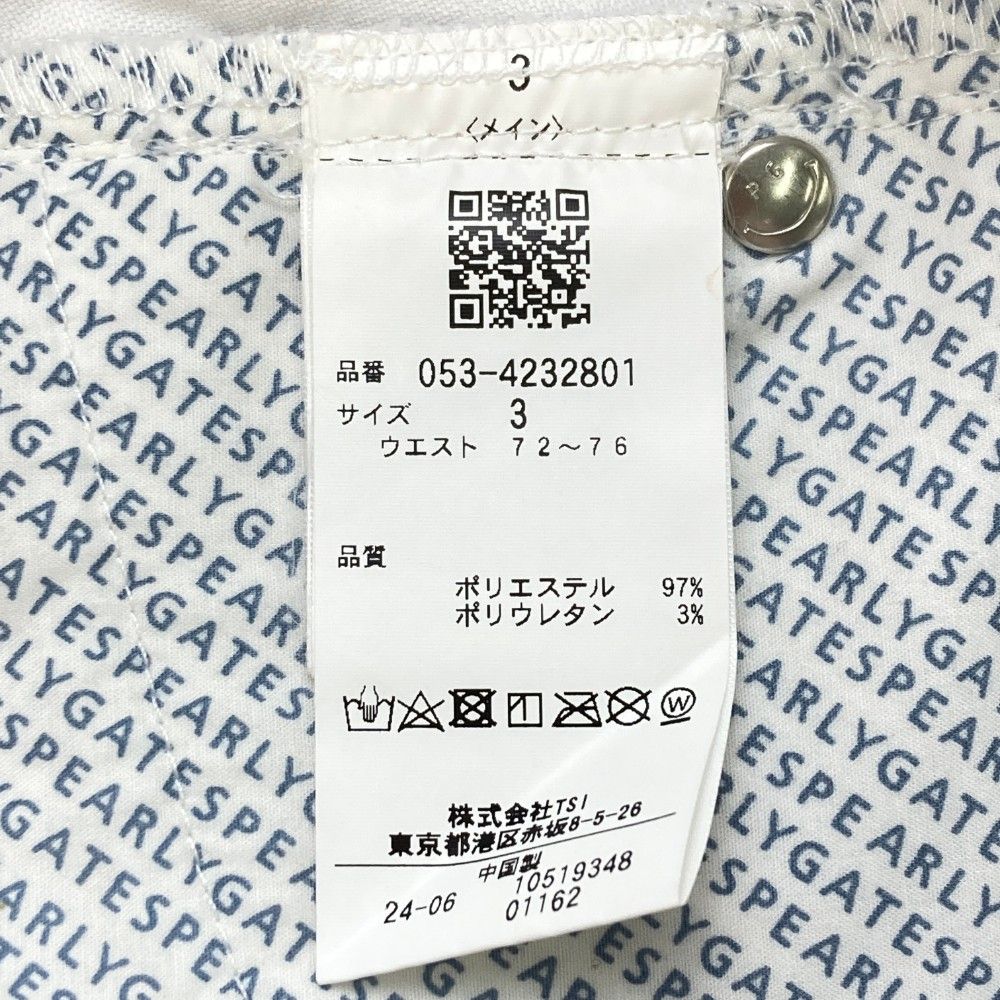 3
〈メイン〉
品番 053-4232801
サイズ 3
ウエスト 72～76
品質
ポリエステル 97%
ポリウレタン 3%
W
株式会社TSI
東京都港区赤坂8-5-26
中国製
24-06 10519348
01162
PEARLYGATES
PEARLYGATES
PEARLYGATES